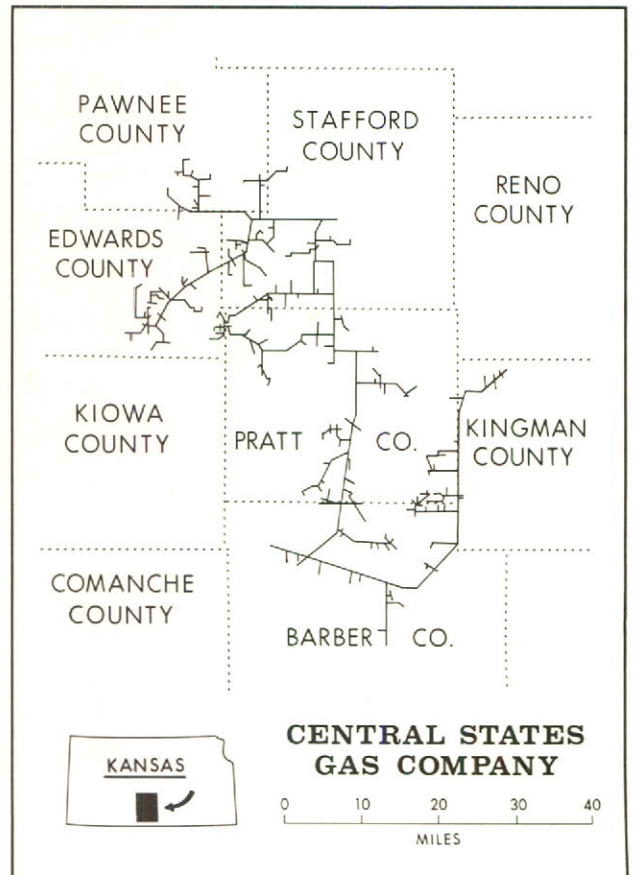 PAWNEE
COUNTY
STAFFORD
COUNTY
RENO
COUNTY
EDWARDS
COUNTY
KIOWA
COUNTY
PRATT CO.
KINGMAN
COUNTY
COMANCHE
COUNTY
BARBER CO.
KANSAS
CENTRAL STATES
GAS COMPANY
0 10 20 30 40
MILES